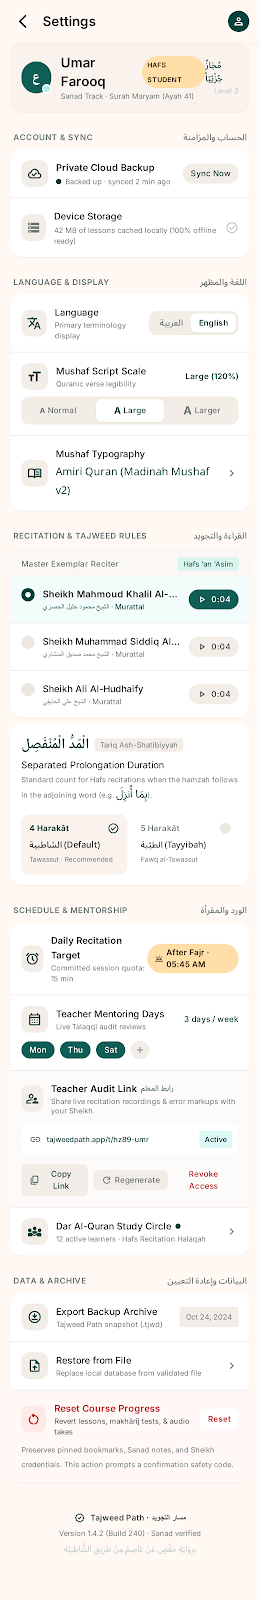 Settings
ع
Umar
Farooq
HAFS
STUDENT
مُجَازٌ
جُزْئِيًّا
Sanad Track · Surah Maryam (Ayah 41)
Level 3
ACCOUNT & SYNC
الحساب والمزامنة
Private Cloud Backup
Backed up · synced 2 min ago
Sync Now
Device Storage
42 MB of lessons cached locally (100% offline
ready)
LANGUAGE & DISPLAY
اللغة والمظهر
Language
Primary terminology
display
العربية
English
Mushaf Script Scale
Quranic verse legibility
Large (120%)
A Normal
A Large
A Larger
Mushaf Typography
Amiri Quran (Madinah Mushaf
v2)
RECITATION & TAJWEED RULES
القراءة والتجويد
Master Exemplar Reciter
Hafs 'an 'Asim
Sheikh Mahmoud Khalil Al-...
الشيخ محمود خليل الحصري · Murattal
0:04
Sheikh Muhammad Siddiq Al...
الشيخ محمد صديق المنشاوي · Murattal
0:04
Sheikh Ali Al-Hudhaify
الشيخ علي الحذيفي · Murattal
0:04
الْمَدُّ الْمُنْفَصِل
Tariq Ash-Shatibiyyah
Separated Prolongation Duration
Standard count for Hafs recitations when the hamzah follows
in the adjoining word (e.g. بِمَا أُنزِلَ).
4 Harakāt
الشاطبية (Default)
Tawassut · Recommended
5 Harakāt
الطيّبة (Tayyibah)
Fawq al-Tawassut
SCHEDULE & MENTORSHIP
الورد والمقرأة
Daily Recitation
Target
Committed session quota:
15 min
After Fajr ·
05:45 AM
Teacher Mentoring Days
Live Talaqqī audit reviews
3 days / week
Mon
Thu
Sat
+
Teacher Audit Link رابط المعلم
Share live recitation recordings & error markups with
your Sheikh.
tajweedpath.app/t/hz89-umr
Active
Copy
Link
Regenerate
Revoke
Access
Dar Al-Quran Study Circle
12 active learners · Hafs Recitation Halaqah
DATA & ARCHIVE
البيانات وإعادة التعيين
Export Backup Archive
Tajweed Path snapshot (.tjwd)
Oct 24, 2024
Restore from File
Replace local database from validated file
Reset Course Progress
Revert lessons, makhārij tests, & audio
takes
Reset
Preserves pinned bookmarks, Sanad notes, and Sheikh
credentials. This action prompts a confirmation safety code.
Tajweed Path · مسار التجويد
Version 1.4.2 (Build 240) · Sanad verified
بِرِوَايَةِ حَفْصٍ عَنْ عَاصِمٍ مِنْ طَرِيقِ الشَّاطِبِيَّة